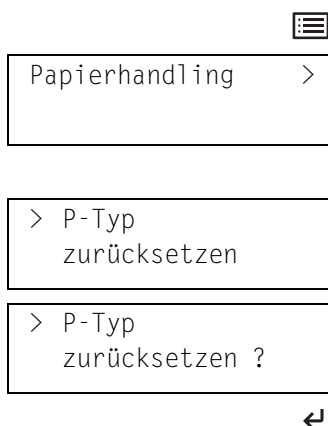 Papierhandling >
> P-Typ
zurücksetzen
> P-Typ
zurücksetzen ?